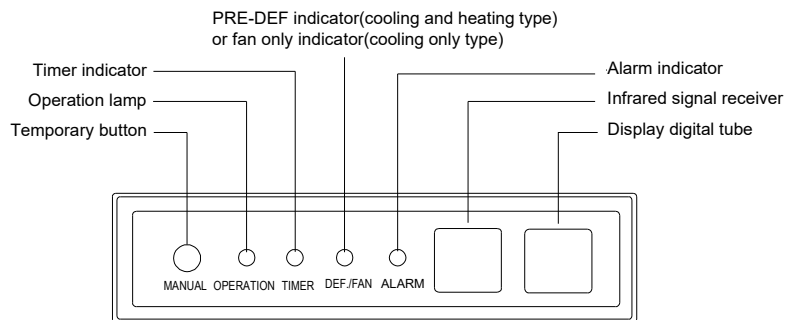 PRE-DEF indicator(cooling and heating type)
or fan only indicator(cooling only type)
Timer indicator
Alarm indicator
Operation lamp
Infrared signal receiver
Temporary button
Display digital tube
MANUAL OPERATION TIMER DEF./FAN ALARM